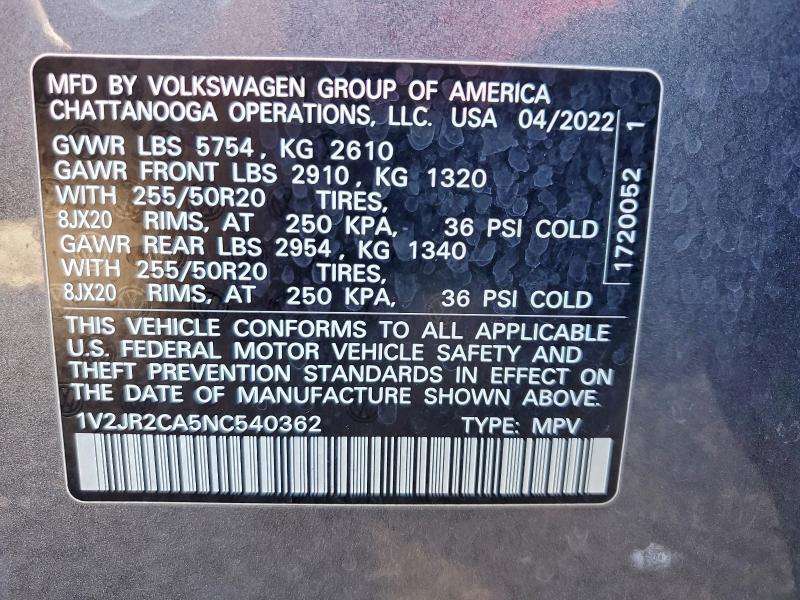 MFD BY VOLKSWAGEN GROUP OF AMERICA
CHATTANOOGA OPERATIONS, LLC. USA 04/2022
GVWR LBS 5754, KG 2610
GAWR FRONT LBS 2910, KG 1320
WITH 255/50R20 TIRES,
8JX20 RIMS, AT 250 KPA, 36 PSI COLD
GAWR REAR LBS 2954, KG 1340
WITH 255/50R20 TIRES,
8JX20 RIMS, AT 250 KPA, 36 PSI COLD
1720052 1
THIS VEHICLE CONFORMS TO ALL APPLICABLE
U.S. FEDERAL MOTOR VEHICLE SAFETY AND
THEFT PREVENTION STANDARDS IN EFFECT ON
THE DATE OF MANUFACTURE SHOWN ABOVE.
1V2JR2CA5NC540362 TYPE: MPV